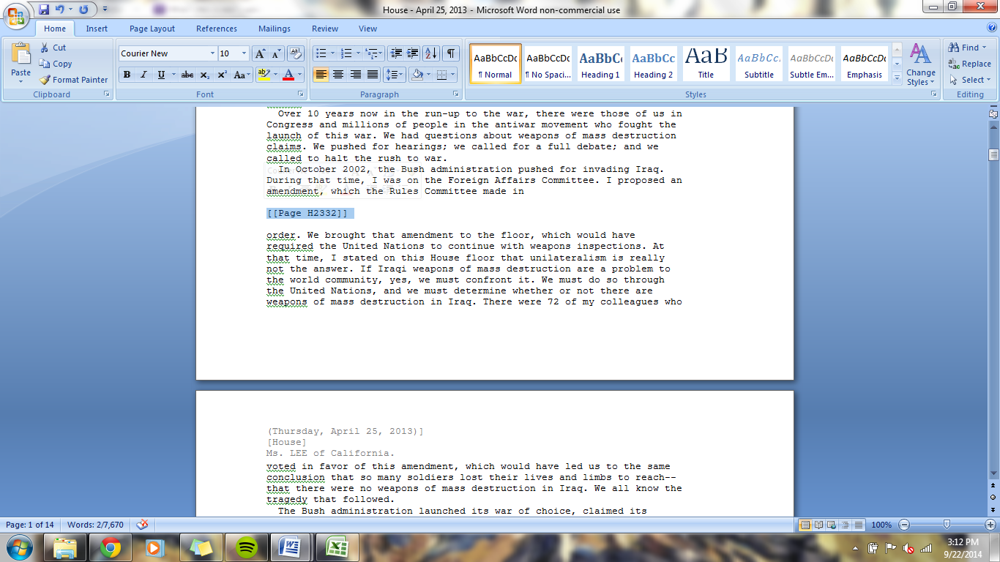 House - April 25, 2013 - Microsoft Word non-commercial use
Home Insert Page Layout References Mailings Review View
Paste
Cut
Copy
Format Painter
Clipboard
Courier New 10
B I U abc x₂ x² Aa
Font
Paragraph
AaBbCcDc AaBbCcDc AaBbC AaBbCc AaB AaBbCc. AaBbCcDc AaBbCcDc
¶ Normal ¶ No Spaci... Heading 1 Heading 2 Title Subtitle Subtle Em... Emphasis
Change Styles
Styles
Find
Replace
Select
Editing
Over 10 years now in the run-up to the war, there were those of us in
Congress and millions of people in the antiwar movement who fought the
launch of this war. We had questions about weapons of mass destruction
claims. We pushed for hearings; we called for a full debate; and we
called to halt the rush to war.
In October 2002, the Bush administration pushed for invading Iraq.
During that time, I was on the Foreign Affairs Committee. I proposed an
amendment, which the Rules Committee made in
[[Page H2332]]
order. We brought that amendment to the floor, which would have
required the United Nations to continue with weapons inspections. At
that time, I stated on this House floor that unilateralism is really
not the answer. If Iraqi weapons of mass destruction are a problem to
the world community, yes, we must confront it. We must do so through
the United Nations, and we must determine whether or not there are
weapons of mass destruction in Iraq. There were 72 of my colleagues who
(Thursday, April 25, 2013)]
[House]
Ms. LEE of California.
voted in favor of this amendment, which would have led us to the same
conclusion that so many soldiers lost their lives and limbs to reach--
that there were no weapons of mass destruction in Iraq. We all know the
tragedy that followed.
The Bush administration launched its war of choice, claimed its
Page: 1 of 14 Words: 2/7,670 100%
3:12 PM
9/22/2014